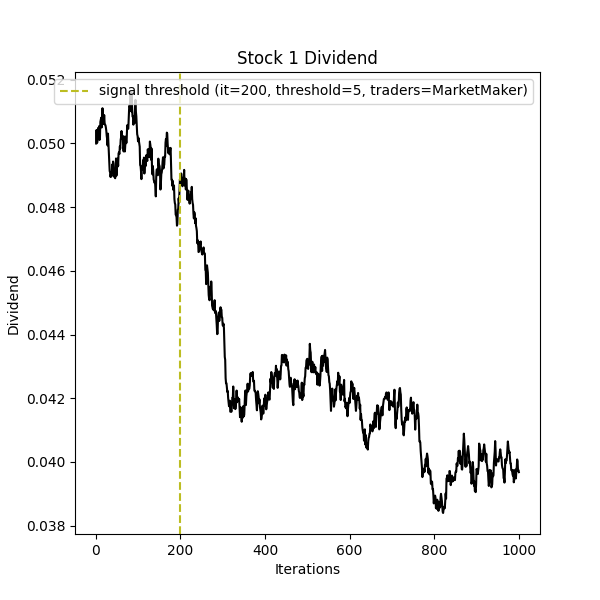 Stock 1 Dividend
signal threshold (it=200, threshold=5, traders=MarketMaker)
0.052
0.050
0.048
0.046
0.044
0.042
0.040
0.038
Dividend
0 200 400 600 800 1000
Iterations